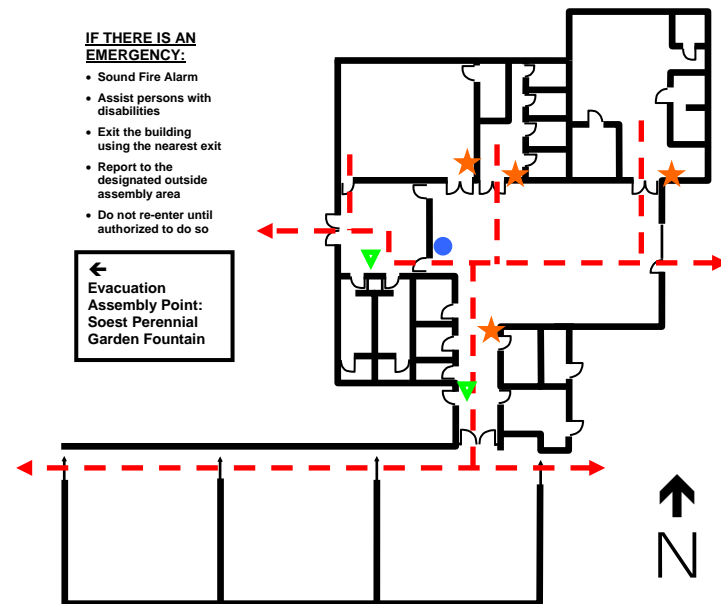 IF THERE IS AN
EMERGENCY:
• Sound Fire Alarm
• Assist persons with
disabilities
• Exit the building
using the nearest exit
• Report to the
designated outside
assembly area
• Do not re-enter until
authorized to do so
Evacuation
Assembly Point:
Soest Perennial
Garden Fountain
N